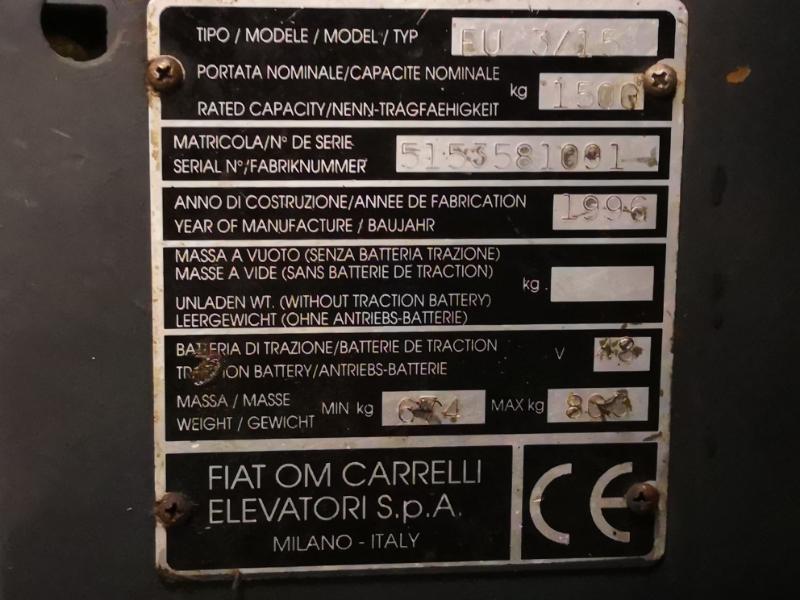 TIPO / MODELE / MODEL / TYP EU 3/15
PORTATA NOMINALE/CAPACITE NOMINALE
RATED CAPACITY/NENN-TRAGFAEHIGKEIT kg 1500
MATRICOLA/N° DE SERIE
SERIAL N°/FABRIKNUMMER 5153581001
ANNO DI COSTRUZIONE/ANNEE DE FABRICATION
YEAR OF MANUFACTURE / BAUJAHR 1996
MASSA A VUOTO (SENZA BATTERIA TRAZIONE)
MASSE A VIDE (SANS BATTERIE DE TRACTION)
kg
UNLADEN WT. (WITHOUT TRACTION BATTERY)
LEERGEWICHT (OHNE ANTRIEBS-BATTERIE)
BATTERIA DI TRAZIONE/BATTERIE DE TRACTION V 48
TRACTION BATTERY/ANTRIEBS-BATTERIE
MASSA / MASSE
WEIGHT / GEWICHT MIN kg 674 MAX kg
FIAT OM CARRELLI
ELEVATORI S.p.A.
MILANO - ITALY
CE